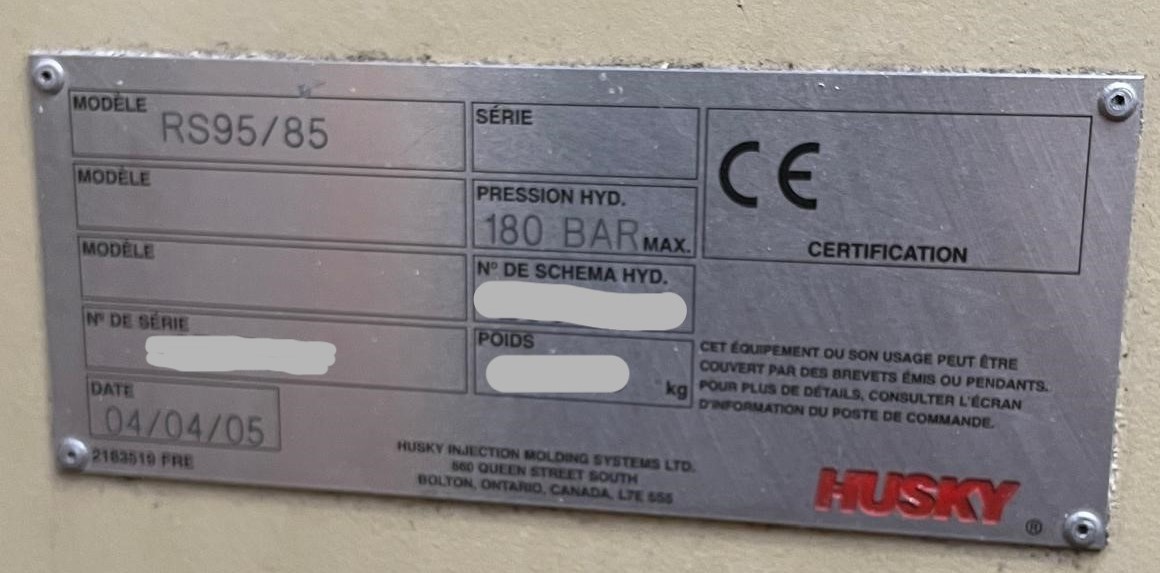 MODÈLE
RS95/85
MODÈLE
MODÈLE
Nº DE SÉRIE
DATE
04/04/05
2183519 FRE
SÉRIE
PRESSION HYD.
180 BAR MAX.
Nº DE SCHEMA HYD.
POIDS
kg
CE
CERTIFICATION
CET ÉQUIPEMENT OU SON USAGE PEUT ÊTRE
COUVERT PAR DES BREVETS ÉMIS OU PENDANTS.
POUR PLUS DE DÉTAILS, CONSULTER L'ÉCRAN
D'INFORMATION DU POSTE DE COMMANDE.
HUSKY INJECTION MOLDING SYSTEMS LTD.
560 QUEEN STREET SOUTH
BOLTON, ONTARIO, CANADA, L7E 5S5
HUSKY ®